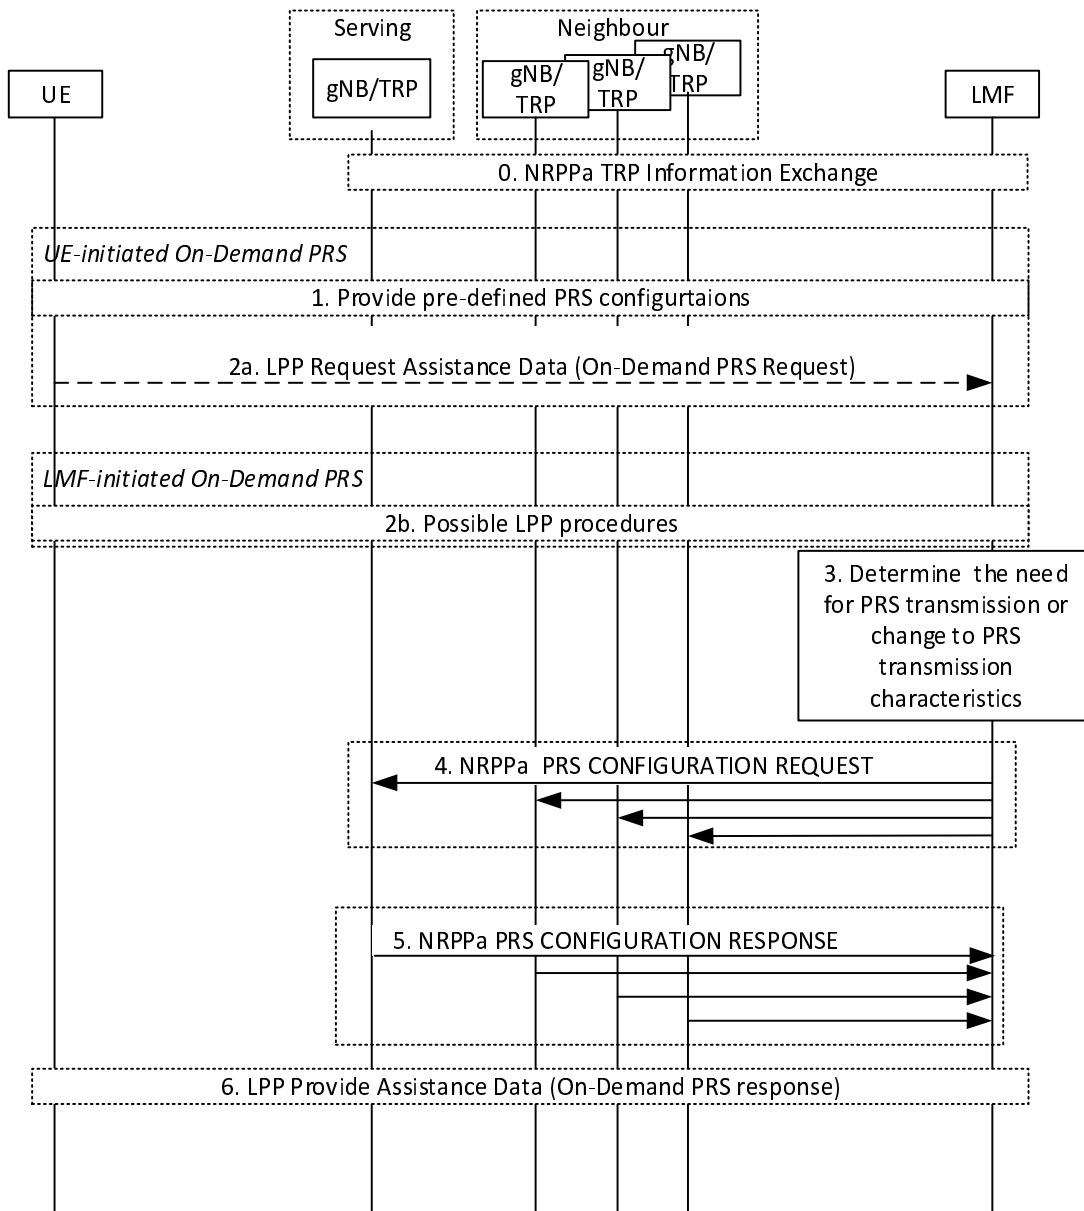 Serving
Neighbour
UE
gNB/TRP
gNB/
TRP
gNB/
TRP
gNB/
TRP
LMF
0. NRPPa TRP Information Exchange
UE-initiated On-Demand PRS
1. Provide pre-defined PRS configurtaions
2a. LPP Request Assistance Data (On-Demand PRS Request)
LMF-initiated On-Demand PRS
2b. Possible LPP procedures
3. Determine the need
for PRS transmission or
change to PRS
transmission
characteristics
4. NRPPa PRS CONFIGURATION REQUEST
5. NRPPa PRS CONFIGURATION RESPONSE
6. LPP Provide Assistance Data (On-Demand PRS response)